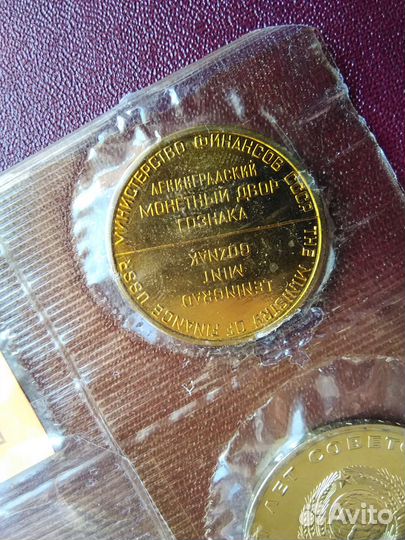 МИНИСТЕРСТВО ФИНАНСОВ СССР
ЛЕНИНГРАДСКИЙ
МОНЕТНЫЙ ДВОР
ГОЗНАКА
THE MINISTRY OF FINANCE USSR
LENINGRAD
MINT
GOZNAK
ЛЕТ СОВЕТС
Avito